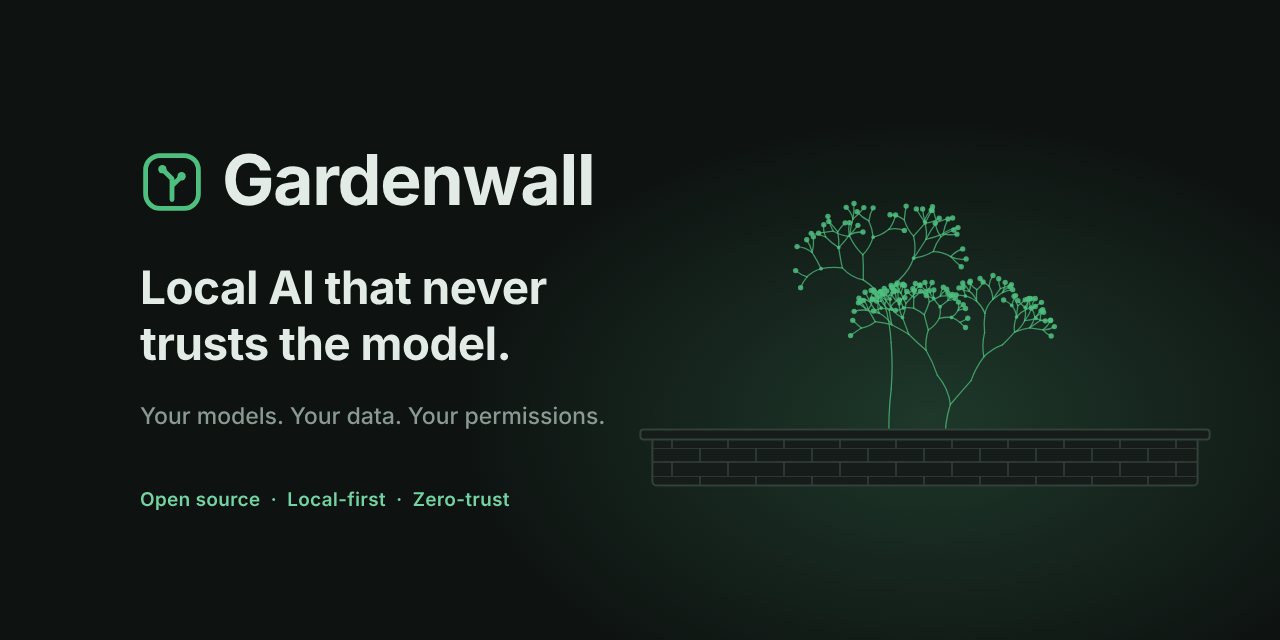 Gardenwall
Local AI that never
trusts the model.
Your models. Your data. Your permissions.
Open source · Local-first · Zero-trust